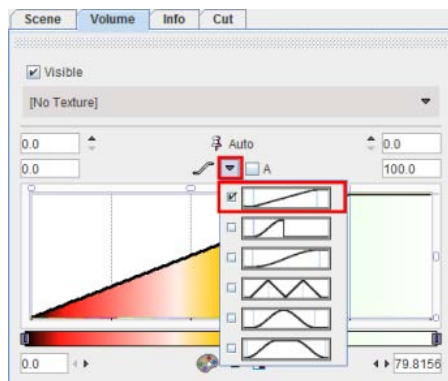 Scene Volume Info Cut
Visible
[No Texture]
0.0 Auto 0.0
0.0 A 100.0
0.0 79.8156